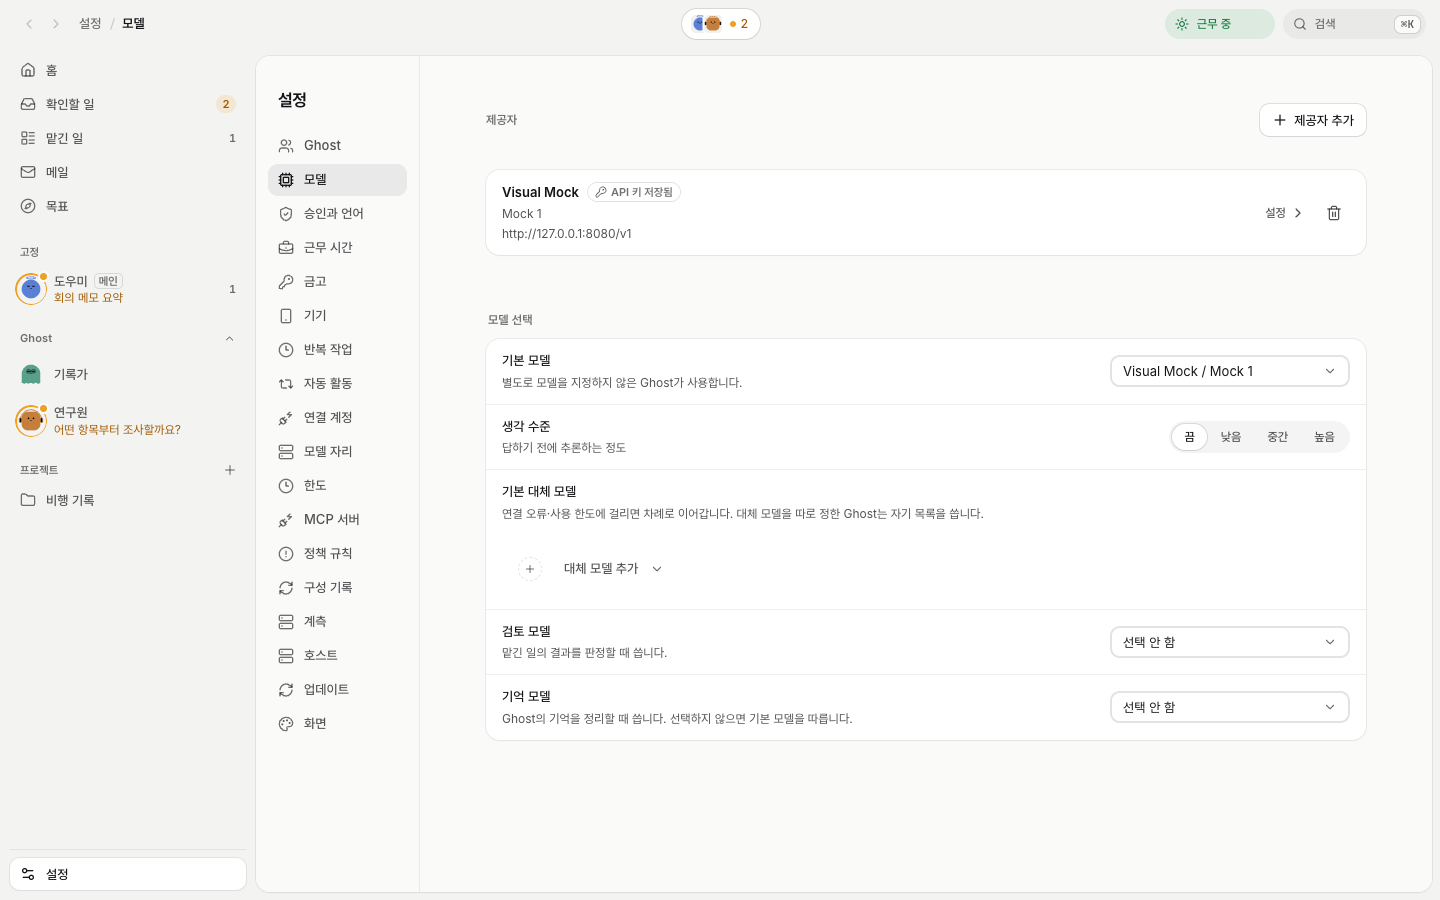 설정 / 모델
2
근무 중
검색
⌘K
홈
확인할 일
2
맡긴 일
1
메일
목표
고정
도우미 메인
회의 메모 요약
1
Ghost
기록가
연구원
어떤 항목부터 조사할까요?
프로젝트
비행 기록
설정
설정
Ghost
모델
승인과 언어
근무 시간
금고
기기
반복 작업
자동 활동
연결 계정
모델 자리
한도
MCP 서버
정책 규칙
구성 기록
계측
호스트
업데이트
화면
제공자
제공자 추가
Visual Mock API 키 저장됨
Mock 1
http://127.0.0.1:8080/v1
설정
모델 선택
기본 모델
별도로 모델을 지정하지 않은 Ghost가 사용합니다.
Visual Mock / Mock 1
생각 수준
답하기 전에 추론하는 정도
끔 낮음 중간 높음
기본 대체 모델
연결 오류·사용 한도에 걸리면 차례로 이어갑니다. 대체 모델을 따로 정한 Ghost는 자기 목록을 씁니다.
대체 모델 추가
검토 모델
맡긴 일의 결과를 판정할 때 씁니다.
선택 안 함
기억 모델
Ghost의 기억을 정리할 때 씁니다. 선택하지 않으면 기본 모델을 따릅니다.
선택 안 함